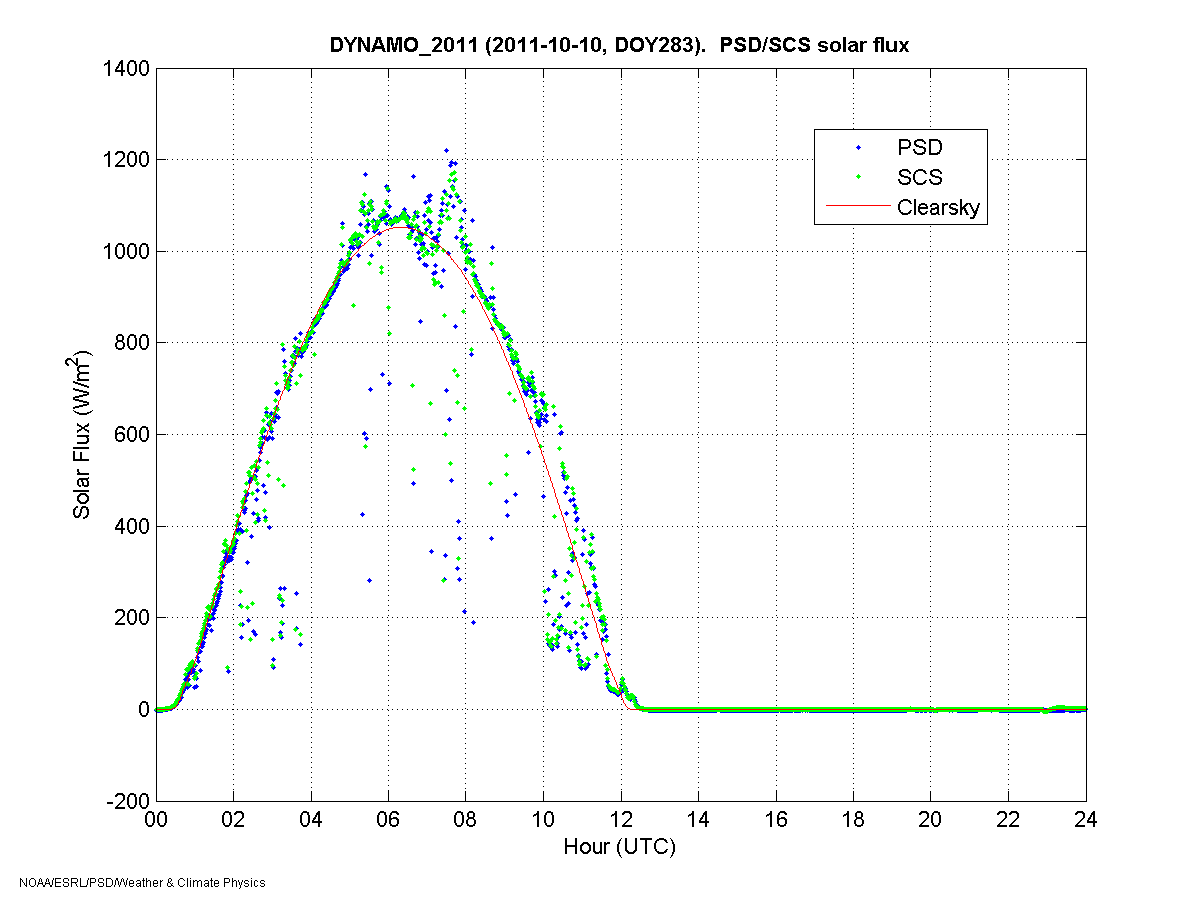 DYNAMO_2011 (2011-10-10, DOY283).  PSD/SCS solar flux
1400
1200
1000
800
600
400
200
0
-200
Solar Flux (W/m²)
PSD
SCS
Clearsky
00 02 04 06 08 10 12 14 16 18 20 22 24
Hour (UTC)
NOAA/ESRL/PSD/Weather & Climate Physics